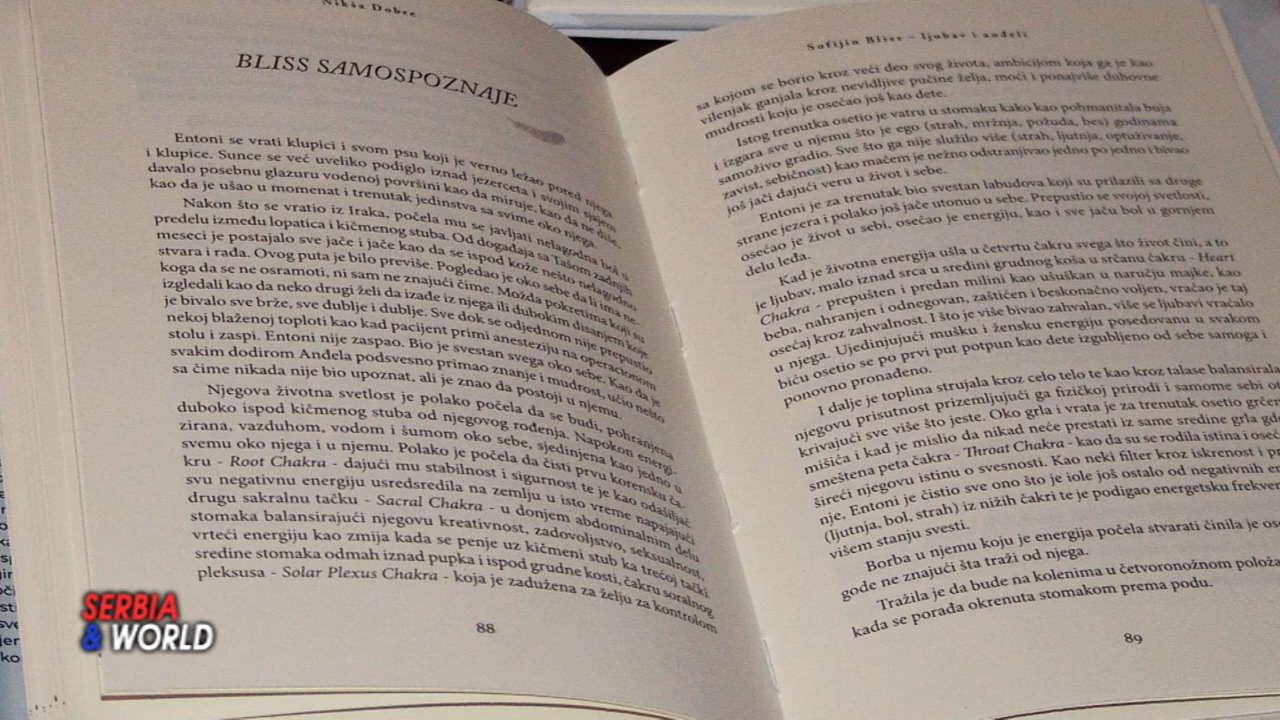 Nikša Dobre
BLISS SAMOSPOZNAJE
Entoni se vrati klupici i svom psu koji je verno ležao pored njega
i klupice. Sunce se već uveliko podiglo iznad jezerceta i svojim sjajem
davalo posebnu glazuru vodenoj površini kao da miruje, kao da ne diše,
kao da je ušao u momenat i trenutak jedinstva sa svime oko njega.
Nakon što se vratio iz Iraka, počela mu se javljati nelagodna bol u
predelu između lopatica i kičmenog stuba. Od događaja sa Tašom zadnjih
meseci je postajalo sve jače i jače kao da se ispod kože nešto nelagodno
stvara i rađa. Ovog puta je bilo previše. Pogledao je oko sebe da li ima ne-
koga da se ne osramoti, ni sam ne znajući čime. Možda pokretima koji su
izgledali kao da neko drugi želi da izađe iz njega ili dubokim disanjem koje
je bivalo sve brže, sve dublje i dublje. Sve dok se odjednom nije prepustio
nekoj blaženoj toploti kao kad pacijent primi anesteziju na operacionom
stolu i zaspi. Entoni nije zaspao. Bio je svestan svega oko sebe. Kao da je
svakim dodirom Anđela podsvesno primao znanje i mudrost, učio nešto
sa čime nikada nije bio upoznat, ali je znao da postoji u njemu.
Njegova životna svetlost je polako počela da se budi, pohranjena
duboko ispod kičmenog stuba od njegovog rođenja. Napokon energi-
zirana, vazduhom, vodom i šumom oko sebe, sjedinjena kao jedno u
svemu oko njega i u njemu. Polako je počela da čisti prvu korensku ča-
kru - Root Chakra - dajući mu stabilnost i sigurnost te je kao odašiljač
svu negativnu energiju usredsredila na zemlju u isto vreme napajajući
drugu sakralnu tačku - Sacral Chakra - u donjem abdominalnim delu
stomaka balansirajući njegovu kreativnost, zadovoljstvo, seksualnost,
vrteći energiju kao zmija kada se penje uz kičmeni stub ka trećoj tački
sredine stomaka odmah iznad pupka i ispod grudne kosti, čakru soralnog
pleksusa - Solar Plexus Chakra - koja je zadužena za želju za kontrolom
88
Sofijin Bliss – ljubav i anđeli
sa kojom se borio kroz veći deo svog života, ambicijom koja ga je kao
vilenjak ganjala kroz nevidljive pučine želja, moći i ponajviše duhovne
mudrosti koju je osećao još kao dete.
Istog trenutka osetio je vatru u stomaku kako kao pohmanitala buja
i izgara sve u njemu što je ego (strah, mržnja, požuda, bes) godinama
samoživo gradio. Sve što ga nije služilo više (strah, ljutnja, optuživanje,
zavist, sebičnost) kao mačem je nežno odstranjivao jedno po jedno i bivao
još jači dajući veru u život i sebe.
Entoni je za trenutak bio svestan labudova koji su prilazili sa druge
strane jezera i polako još jače utonuo u sebe. Prepustio se svojoj svetlosti,
osećao je život u sebi, osećao je energiju, kao i sve jaču bol u gornjem
delu leđa.
Kad je životna energija ušla u četvrtu čakru svega što život čini, a to
je ljubav, malo iznad srca u sredini grudnog koša u srčanu čakru - Heart
Chakra - prepušten i predan milini kao ušuškan u naručju majke, kao
beba, nahranjen i odnegovan, zaštićen i beskonačno voljen, vraćao je taj
osećaj kroz zahvalnost. I što je više bivao zahvalan, više se ljubavi vraćalo
u njega. Ujedinjujući mušku i žensku energiju posedovanu u svakom
biću osetio se po prvi put potpun kao dete izgubljeno od sebe samoga i
ponovno pronađeno.
I dalje je toplina strujala kroz celo telo te kao kroz talase balansirala
njegovu prisutnost prizemljujući ga fizičkoj prirodi i samome sebi
krivajući sve više što jeste. Oko grla i vrata je za trenutak osetio grčen
mišića i kad je mislio da nikad neće prestati iz same sredine grla
smeštena peta čakra - Throat Chakra - kao da su se rodila istina i
šireći njegovu istinu o svesnosti. Kao neki filter kroz iskrenost i
nje, Entoni je čistio sve ono što je iole još ostalo od negativnih
(ljutnja, bol, strah) iz nižih čakri te je podigao energetsku
višem stanju svesti.
Borba u njemu koju je energija počela stvarati činila je
gode ne znajući šta traži od njega.
Tražila je da bude na kolenima u četvoronožnom
kada se porađa okrenuta stomakom prema podu.
89
SERBIA
& WORLD